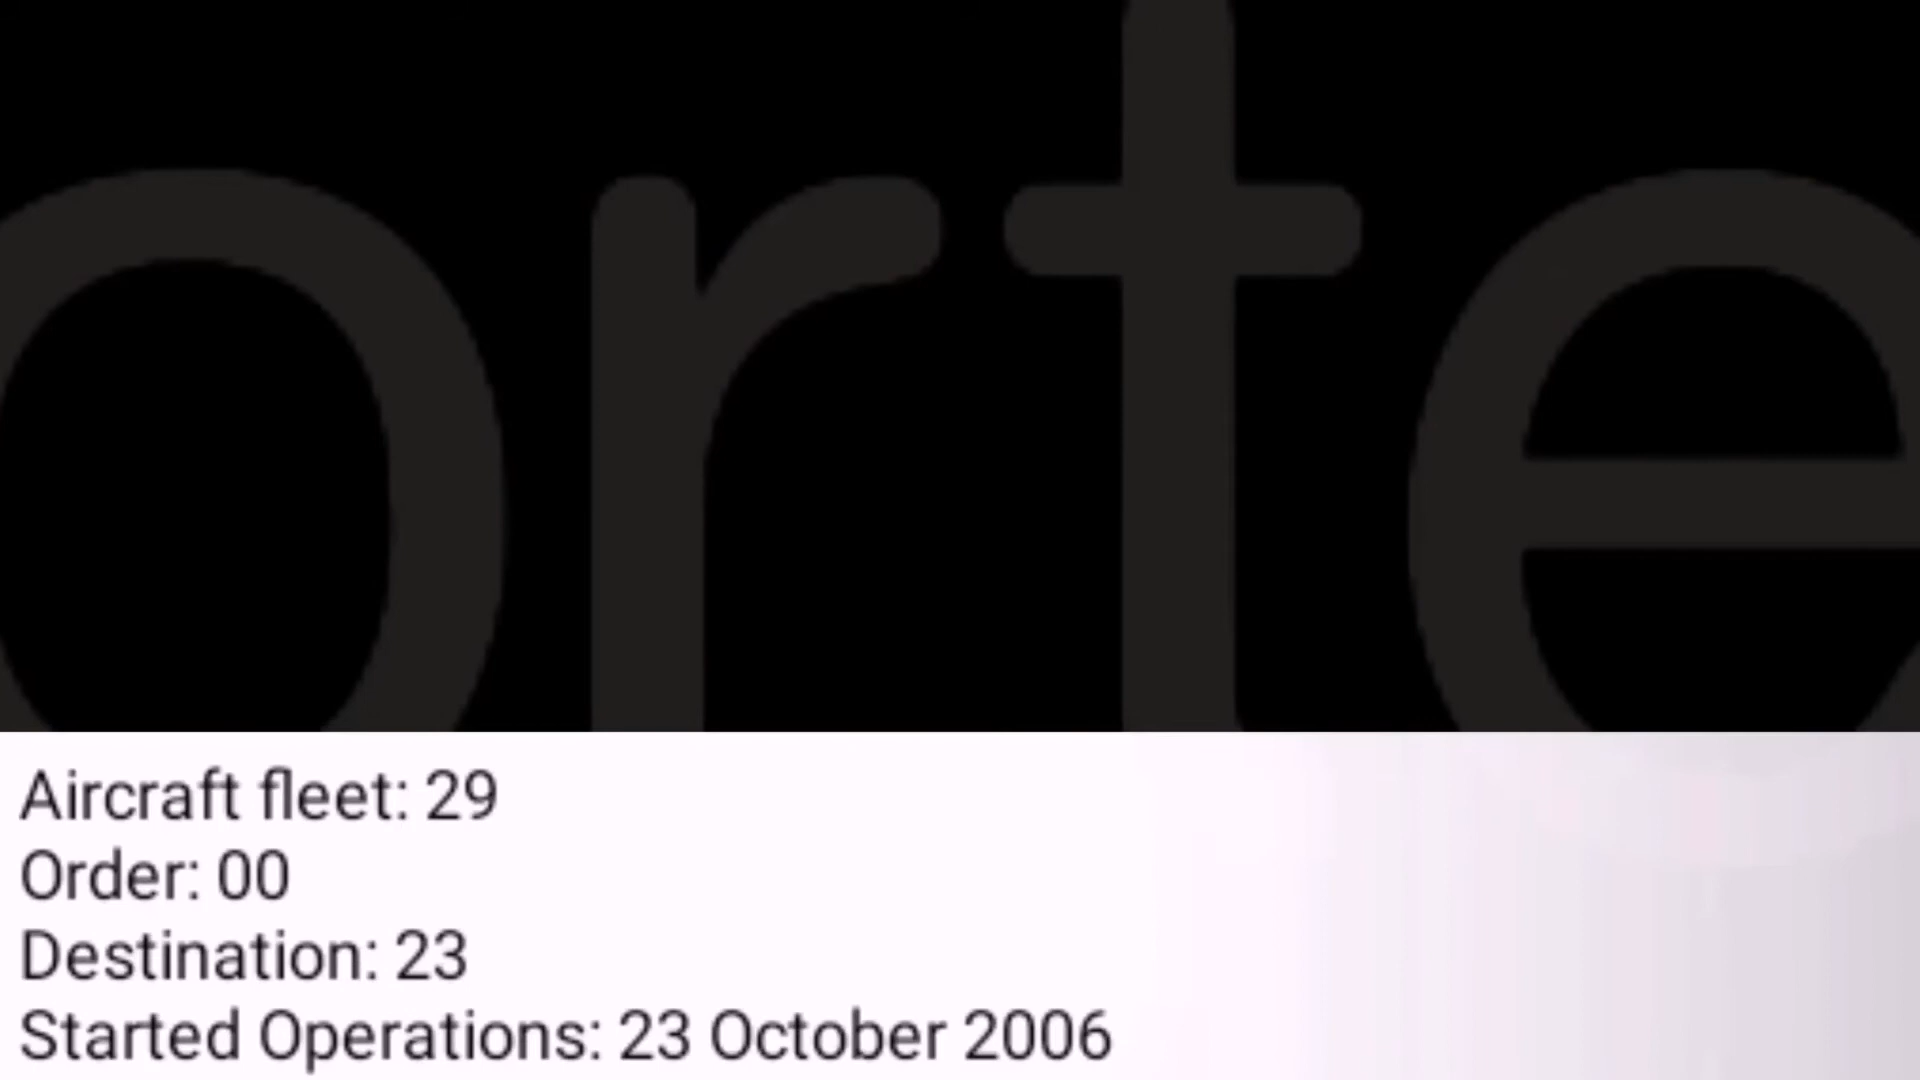 orte
Aircraft fleet: 29
Order: 00
Destination: 23
Started Operations: 23 October 2006